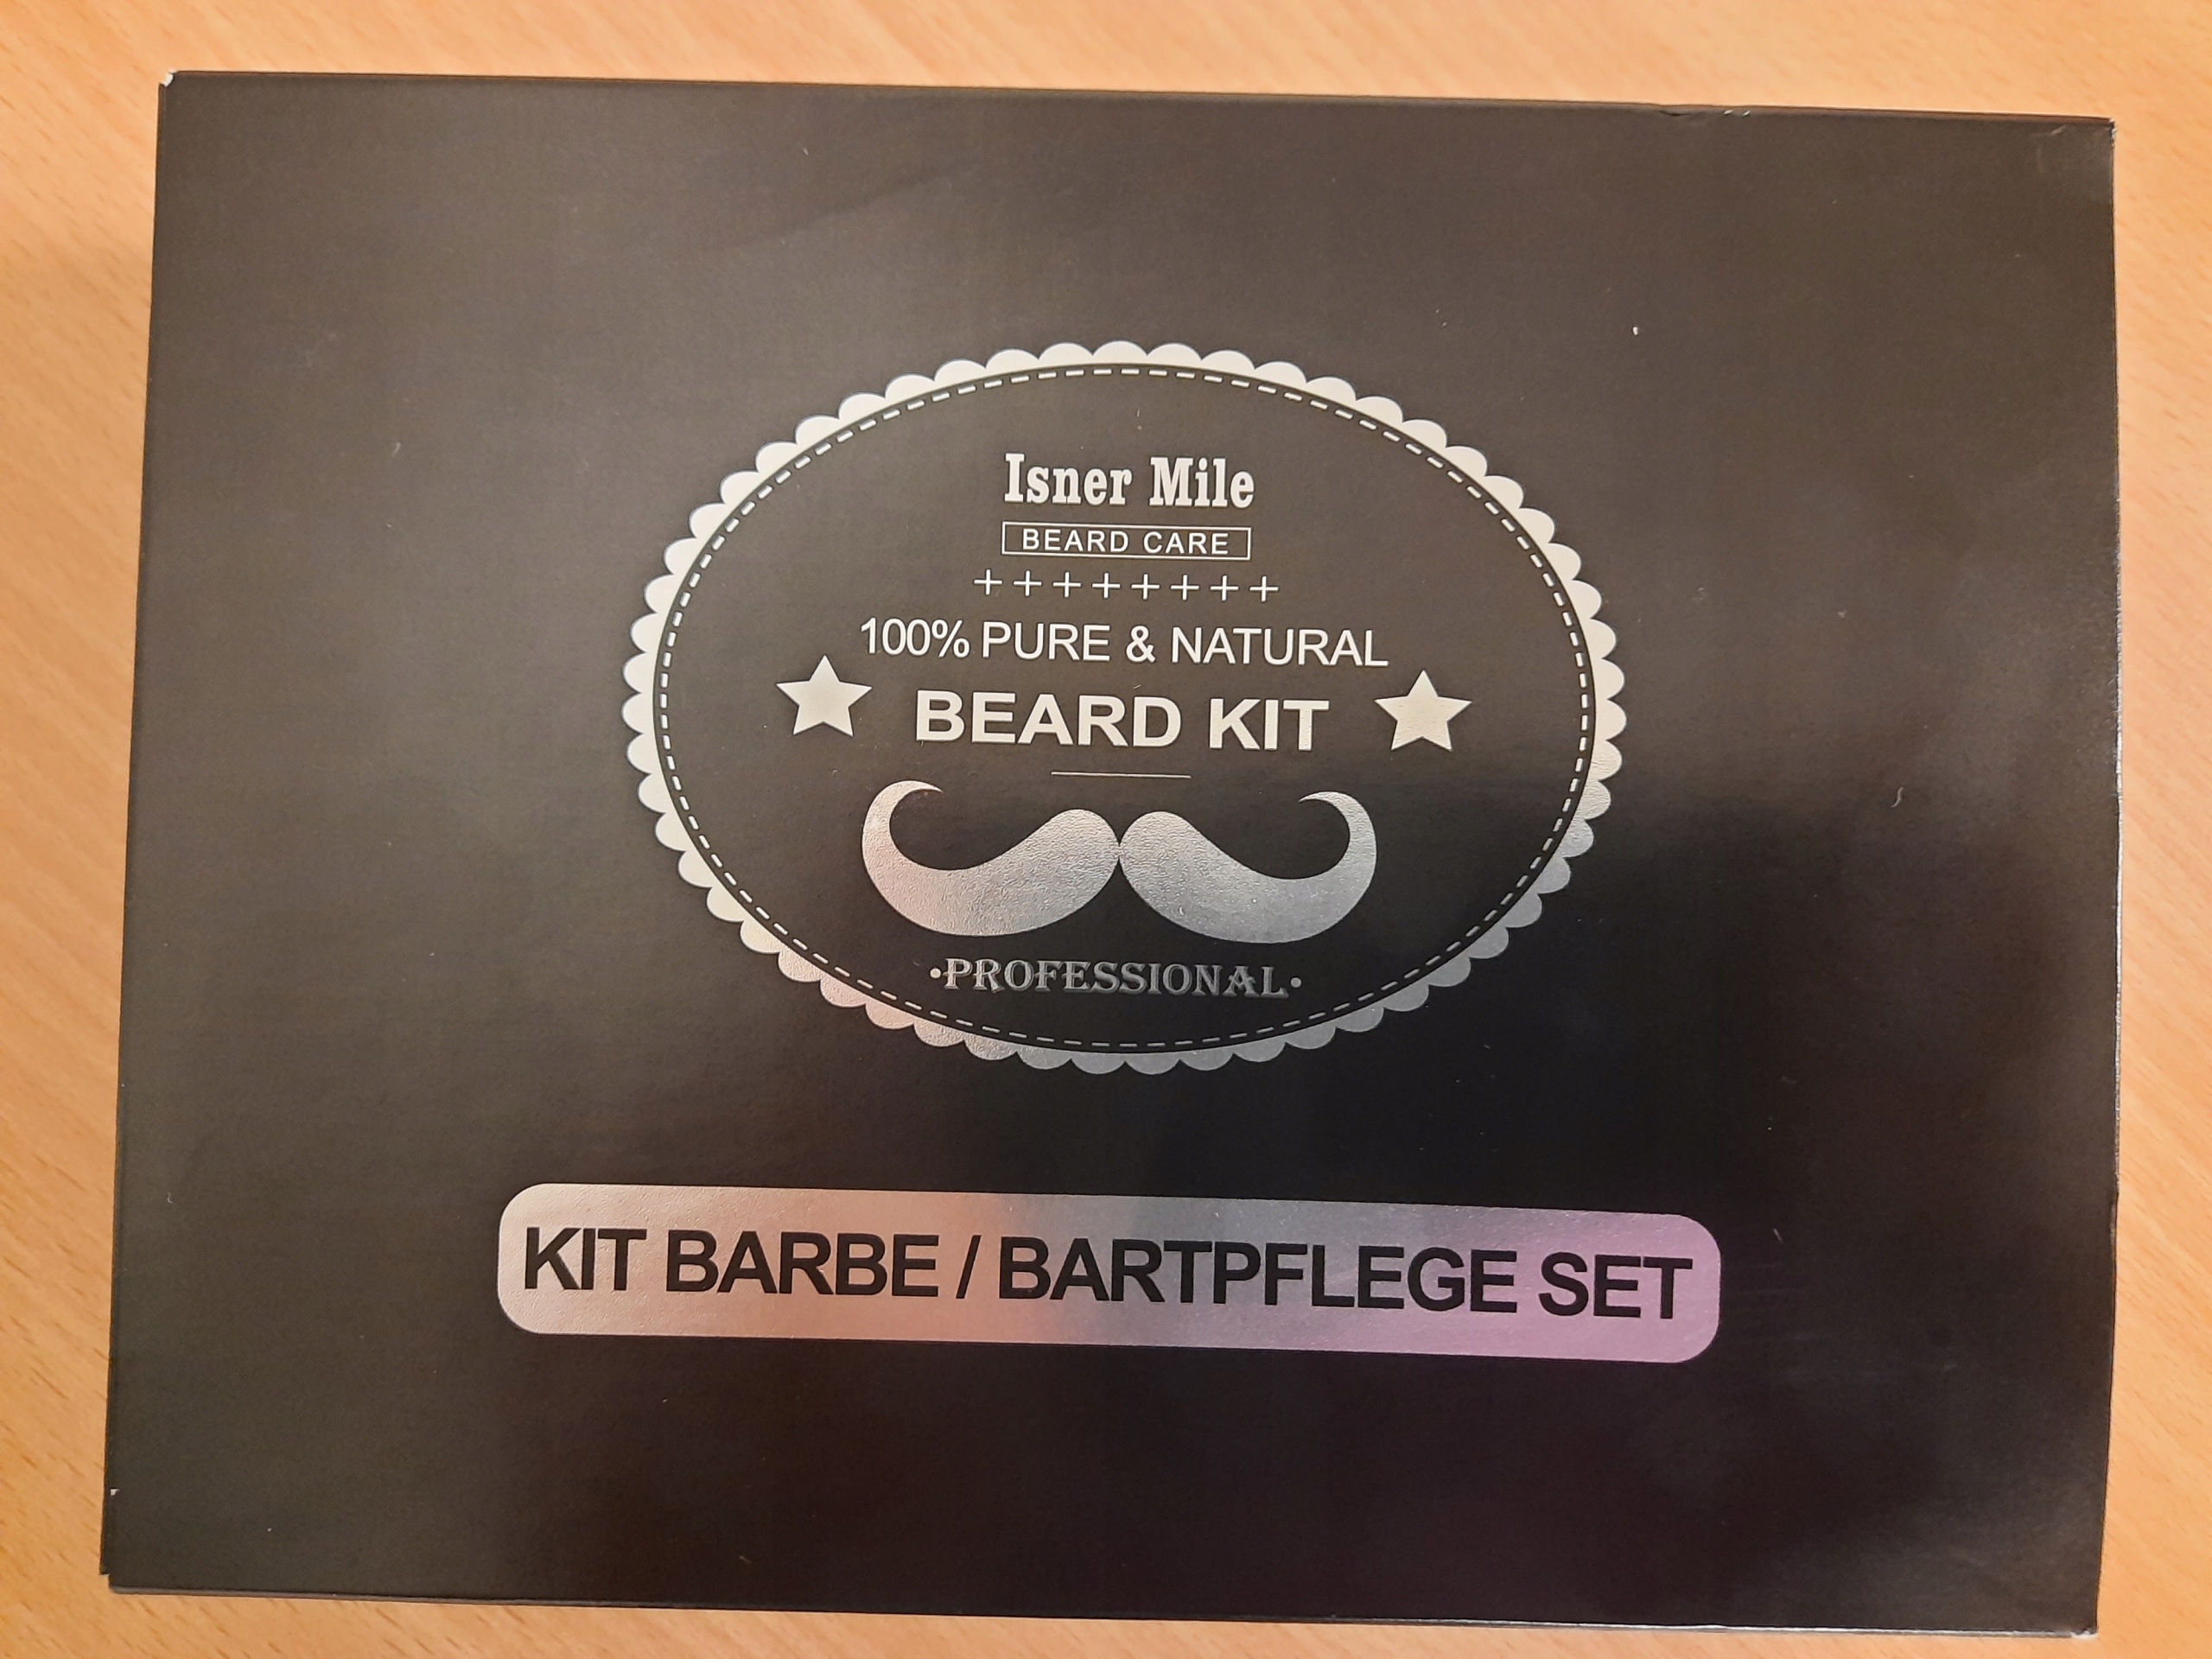 Isner Mile
BEARD CARE
++++++++
100% PURE & NATURAL
BEARD KIT
·PROFESSIONAL·
KIT BARBE / BARTPFLEGE SET